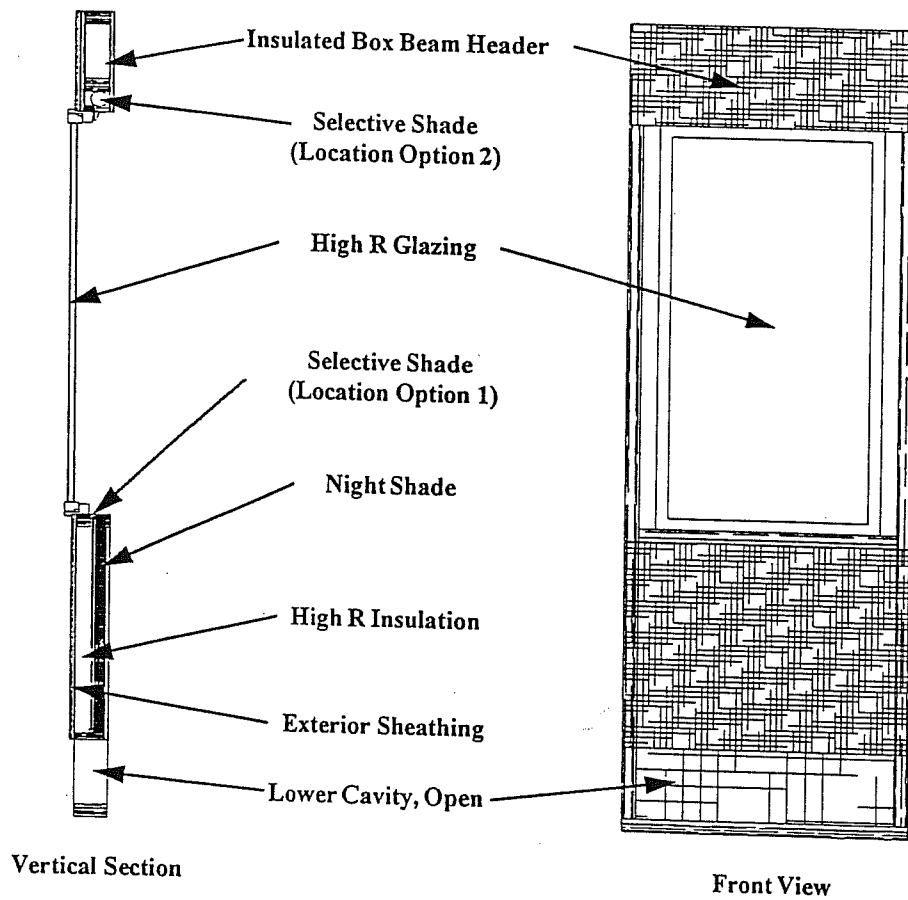 Insulated Box Beam Header
Selective Shade
(Location Option 2)
High R Glazing
Selective Shade
(Location Option 1)
Night Shade
High R Insulation
Exterior Sheathing
Lower Cavity, Open
Vertical Section
Front View